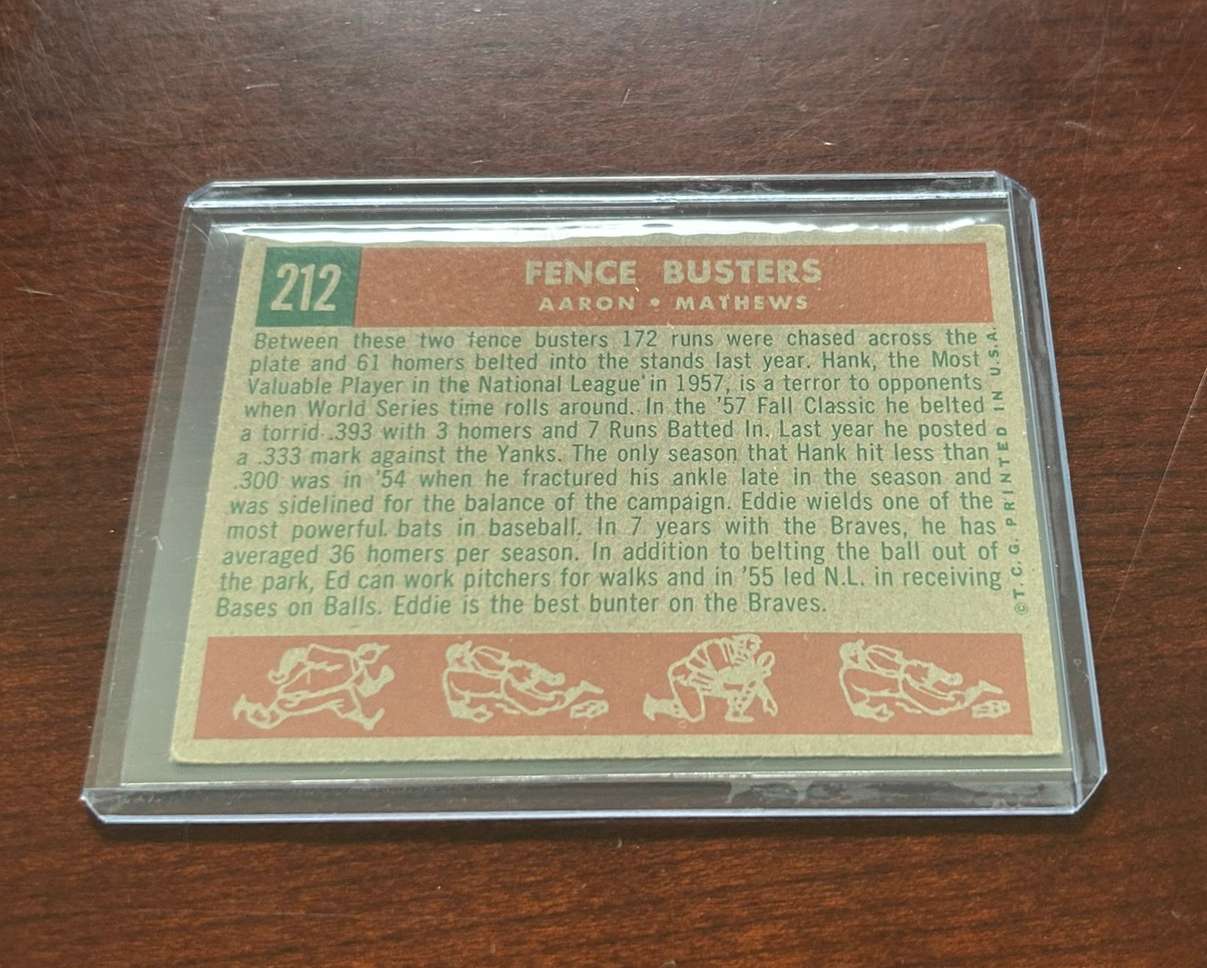 212
FENCE BUSTERS
AARON • MATHEWS
Between these two fence busters 172 runs were chased across the
plate and 61 homers belted into the stands last year. Hank, the Most
Valuable Player in the National League in 1957, is a terror to opponents
when World Series time rolls around. In the '57 Fall Classic he belted
a torrid .393 with 3 homers and 7 Runs Batted In. Last year he posted
a .333 mark against the Yanks. The only season that Hank hit less than
.300 was in '54 when he fractured his ankle late in the season and
was sidelined for the balance of the campaign. Eddie wields one of the
most powerful bats in baseball. In 7 years with the Braves, he has
averaged 36 homers per season. In addition to belting the ball out of
the park, Ed can work pitchers for walks and in '55 led N.L. in receiving
Bases on Balls. Eddie is the best bunter on the Braves.
©T.C.G. PRINTED IN U.S.A.